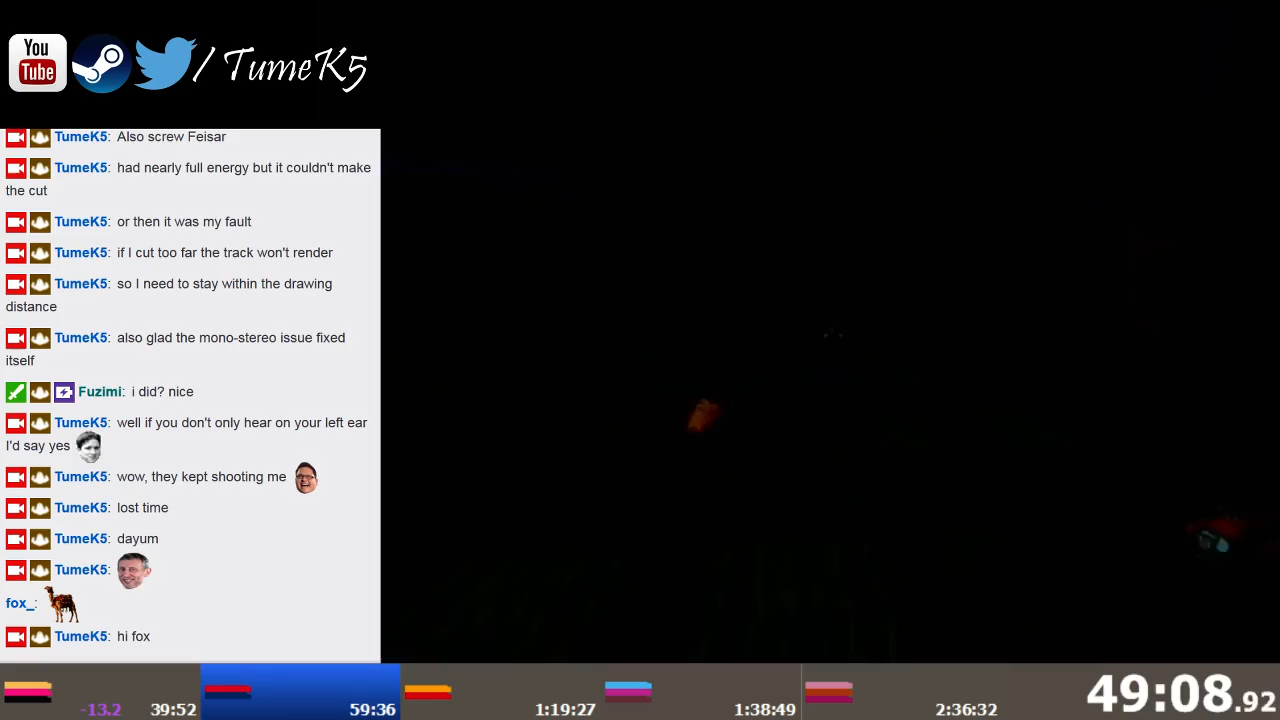 You
Tube
/ TumeK5
TumeK5: Also screw Feisar
TumeK5: had nearly full energy but it couldn't make
the cut
TumeK5: or then it was my fault
TumeK5: if I cut too far the track won't render
TumeK5: so I need to stay within the drawing
distance
TumeK5: also glad the mono-stereo issue fixed
itself
Fuzimi: i did? nice
TumeK5: well if you don't only hear on your left ear
I'd say yes
TumeK5: wow, they kept shooting me
TumeK5: lost time
TumeK5: dayum
TumeK5:
fox_:
TumeK5: hi fox
-13.2 39:52
59:36
1:19:27
1:38:49
2:36:32
49:08.92